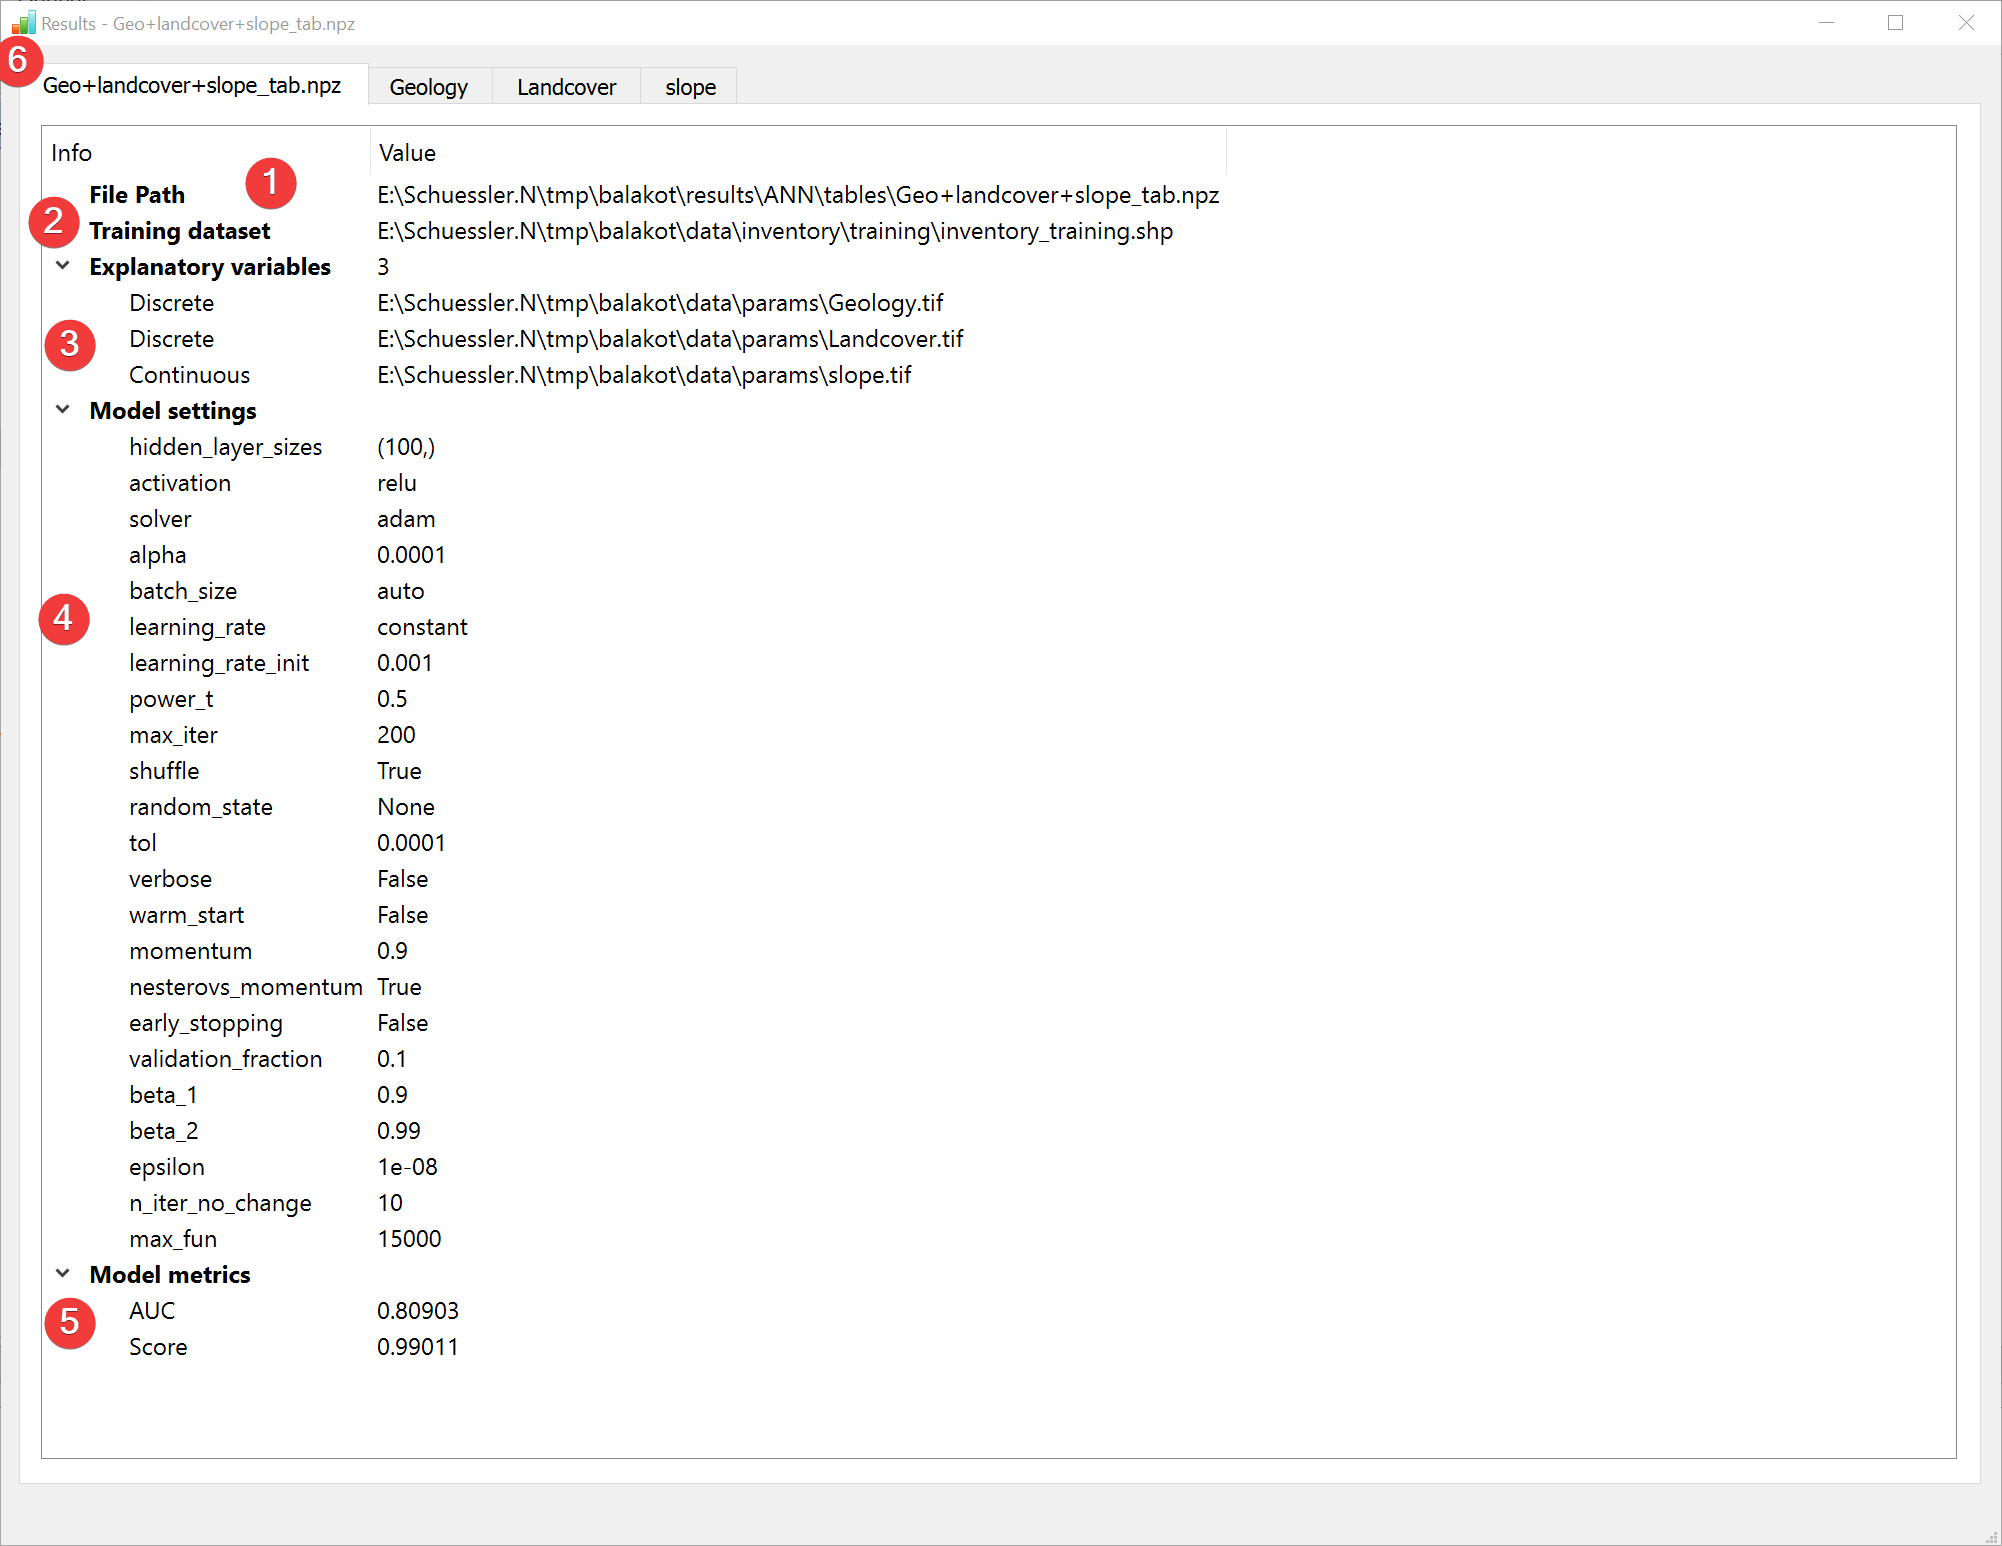 Results - Geo+landcover+slope_tab.npz
6
Geo+landcover+slope_tab.npz Geology Landcover slope
Info Value
1
File Path E:\Schuessler.N\tmp\balakot\results\ANN\tables\Geo+landcover+slope_tab.npz
2
Training dataset E:\Schuessler.N\tmp\balakot\data\inventory\training\inventory_training.shp
Explanatory variables 3
Discrete E:\Schuessler.N\tmp\balakot\data\params\Geology.tif
3
Discrete E:\Schuessler.N\tmp\balakot\data\params\Landcover.tif
Continuous E:\Schuessler.N\tmp\balakot\data\params\slope.tif
Model settings
hidden_layer_sizes (100,)
activation relu
solver adam
alpha 0.0001
batch_size auto
4
learning_rate constant
learning_rate_init 0.001
power_t 0.5
max_iter 200
shuffle True
random_state None
tol 0.0001
verbose False
warm_start False
momentum 0.9
nesterovs_momentum True
early_stopping False
validation_fraction 0.1
beta_1 0.9
beta_2 0.99
epsilon 1e-08
n_iter_no_change 10
max_fun 15000
Model metrics
AUC 0.80903
5
Score 0.99011